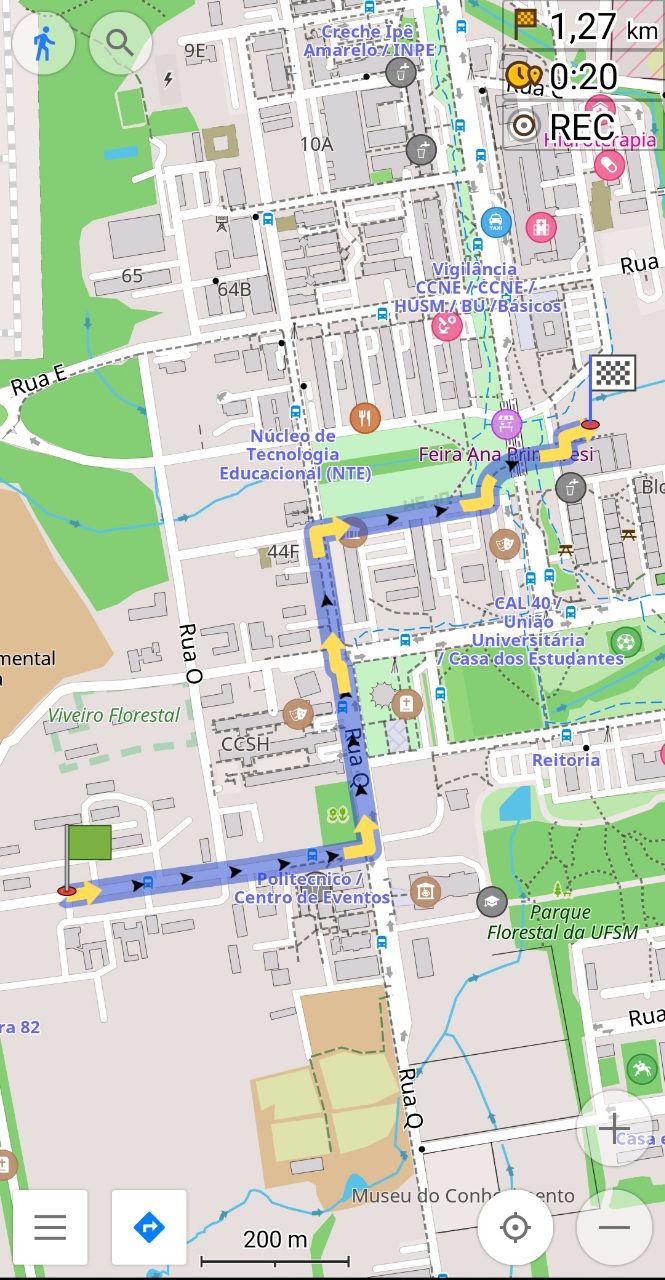 Creche Ipê
Amarelo / INPE
9E
1,27 km
0:20
REC
Rua
Hidroterapia
10A
TAXI
65
64B
Vigilância
CCNE / CCNE /
HUSM / BU /Básicos
Rua
Rua E
Núcleo de
Tecnologia
Educacional (NTE)
Feira Ana
44F
mental
Rua O
CAL 40 /
União
Universitária
/ Casa dos Estudantes
Viveiro Florestal
CCSH
Rua Q
Reitoria
Politécnico /
Centro de Eventos
Parque
Florestal da UFSM
ra 82
Rua
Rua Q
Casa
Museu do Conhecimento
200 m